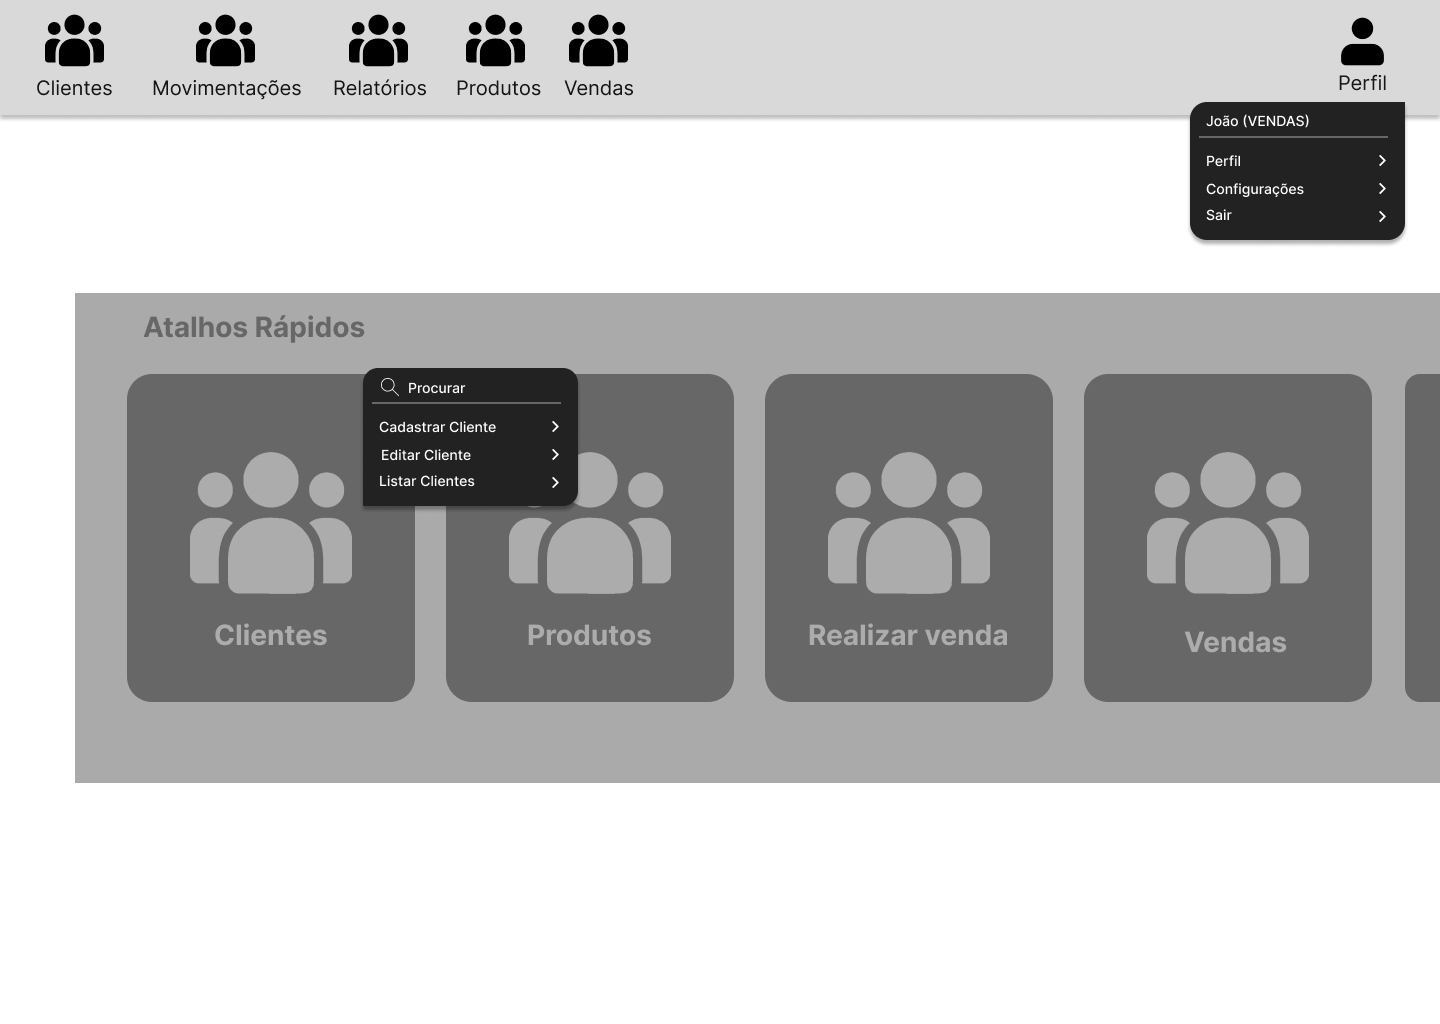 Clientes
Movimentações
Relatórios
Produtos
Vendas
Perfil
João (VENDAS)
Perfil
Configurações
Sair
Atalhos Rápidos
Procurar
Cadastrar Cliente
Editar Cliente
Listar Clientes
Clientes
Produtos
Realizar venda
Vendas